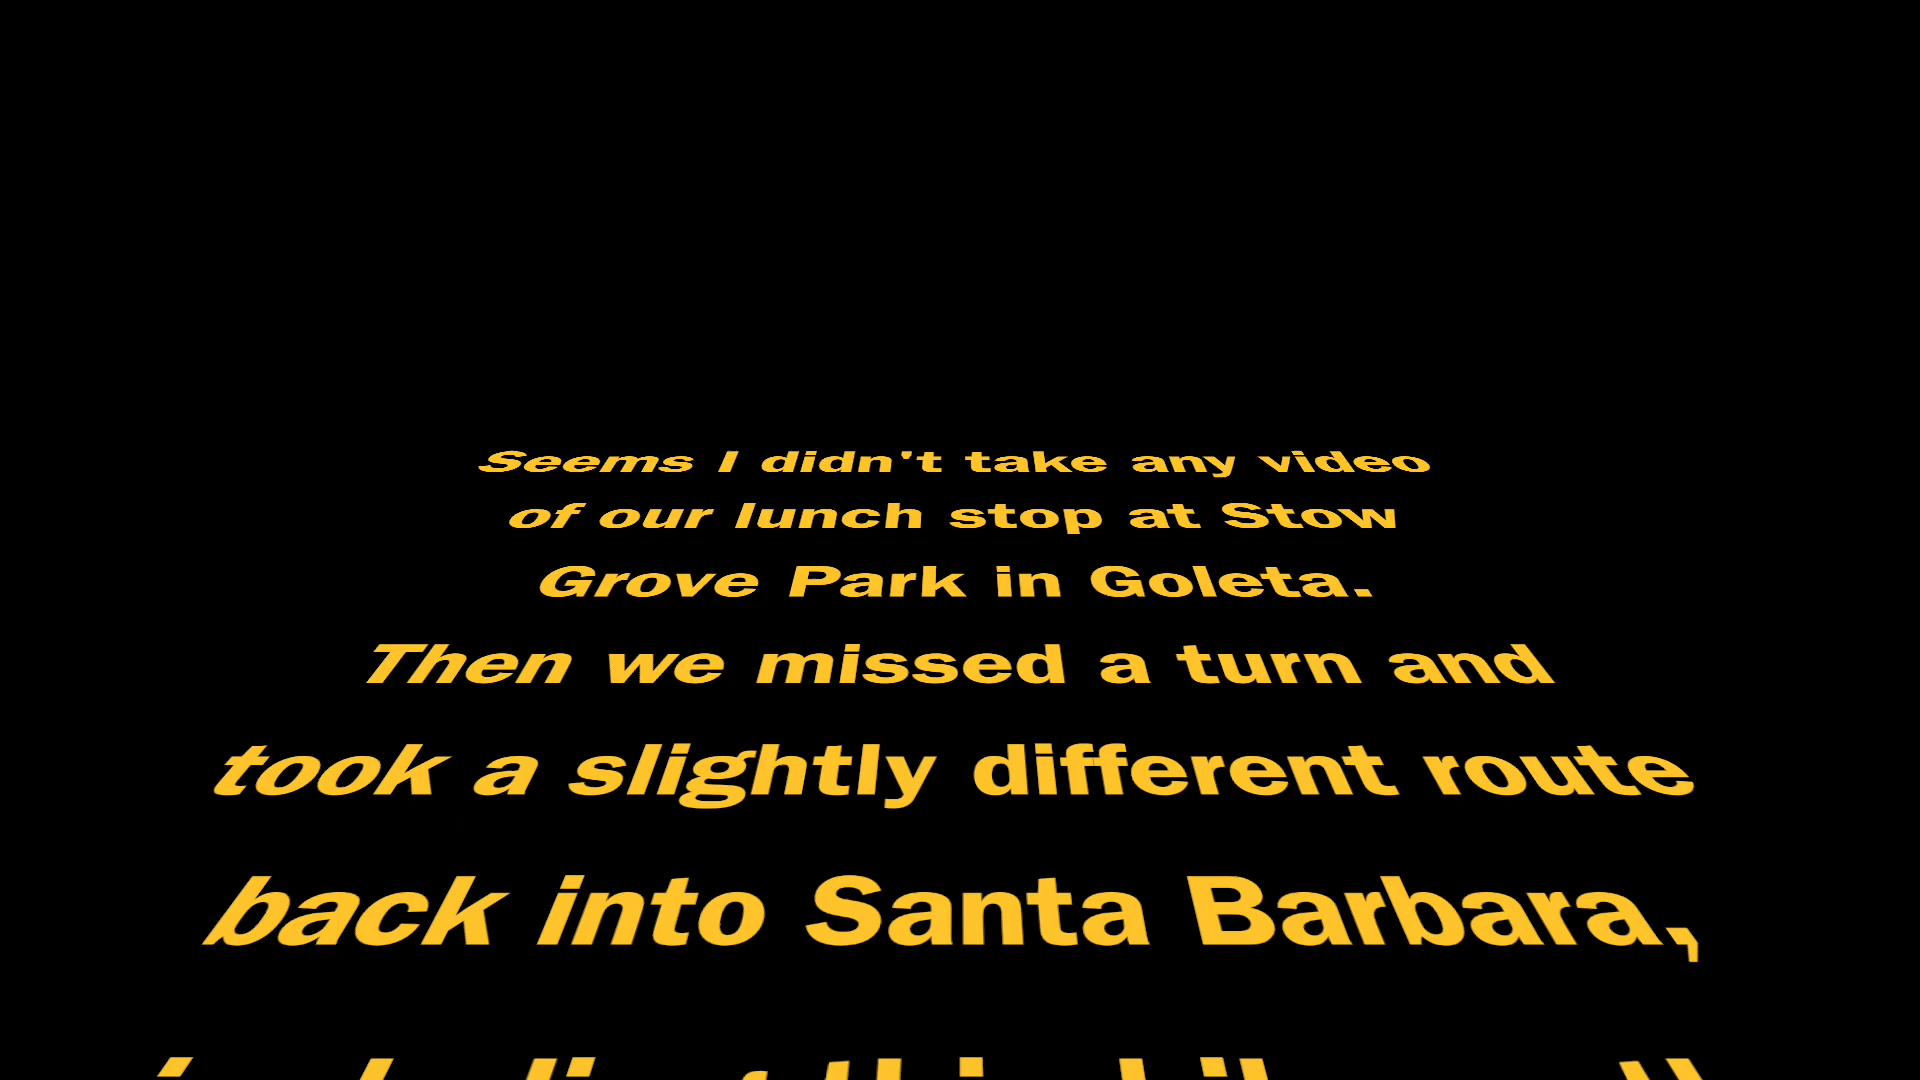 Seems I didn't take any video
of our lunch stop at Stow
Grove Park in Goleta.
Then we missed a turn and
took a slightly different route
back into Santa Barbara,